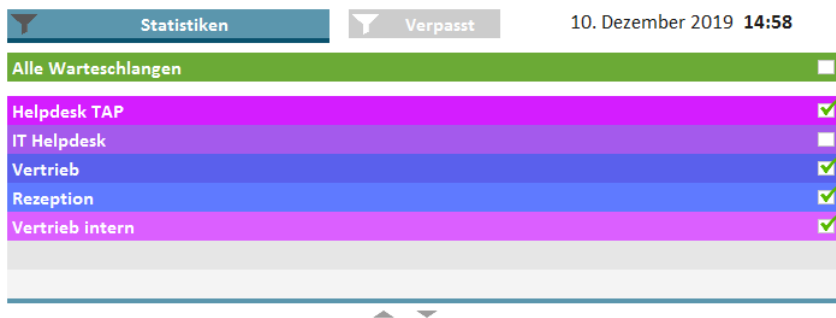 Statistiken Verpasst 10. Dezember 2019 14:58
Alle Warteschlangen
Helpdesk TAP
IT Helpdesk
Vertrieb
Rezeption
Vertrieb intern